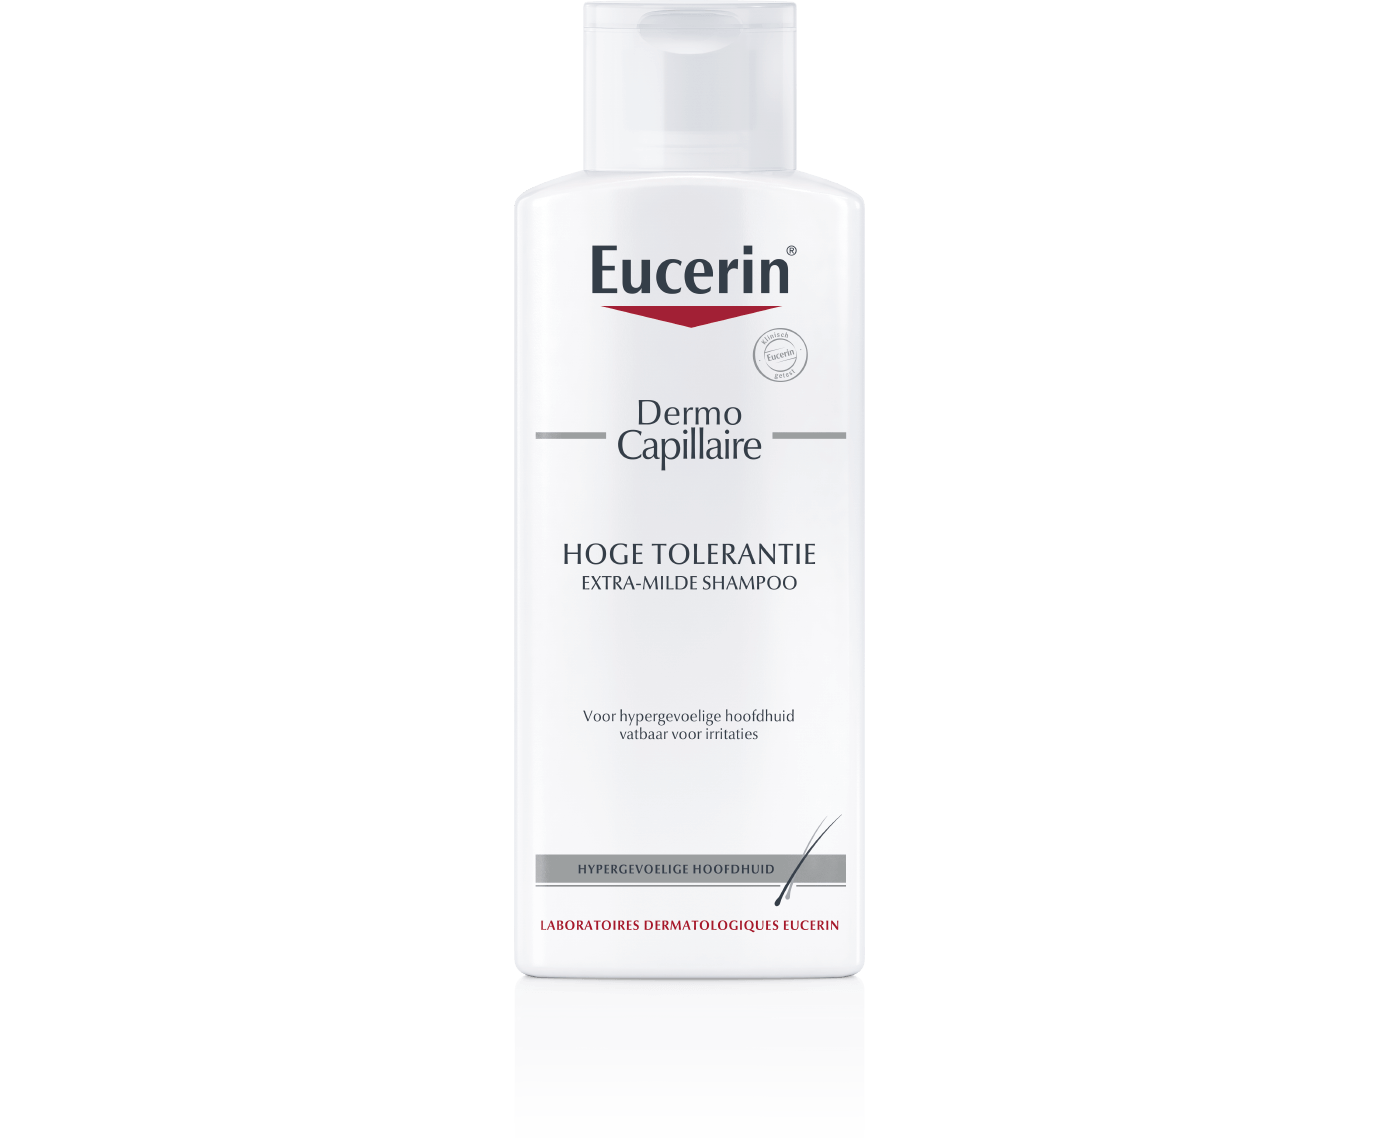 Eucerin®
Klinisch
Eucerin
getest
Dermo
Capillaire
HOGE TOLERANTIE
EXTRA-MILDE SHAMPOO
Voor hypergevoelige hoofdhuid
vatbaar voor irritaties
HYPERGEVOELIGE HOOFDHUID
LABORATOIRES DERMATOLOGIQUES EUCERIN